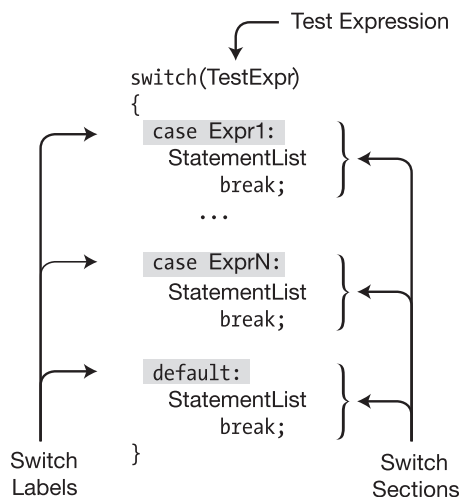 Test Expression
switch(TestExpr)
{
case Expr1:
StatementList
break;
...
case ExprN:
StatementList
break;
default:
StatementList
break;
}
Switch
Labels
Switch
Sections